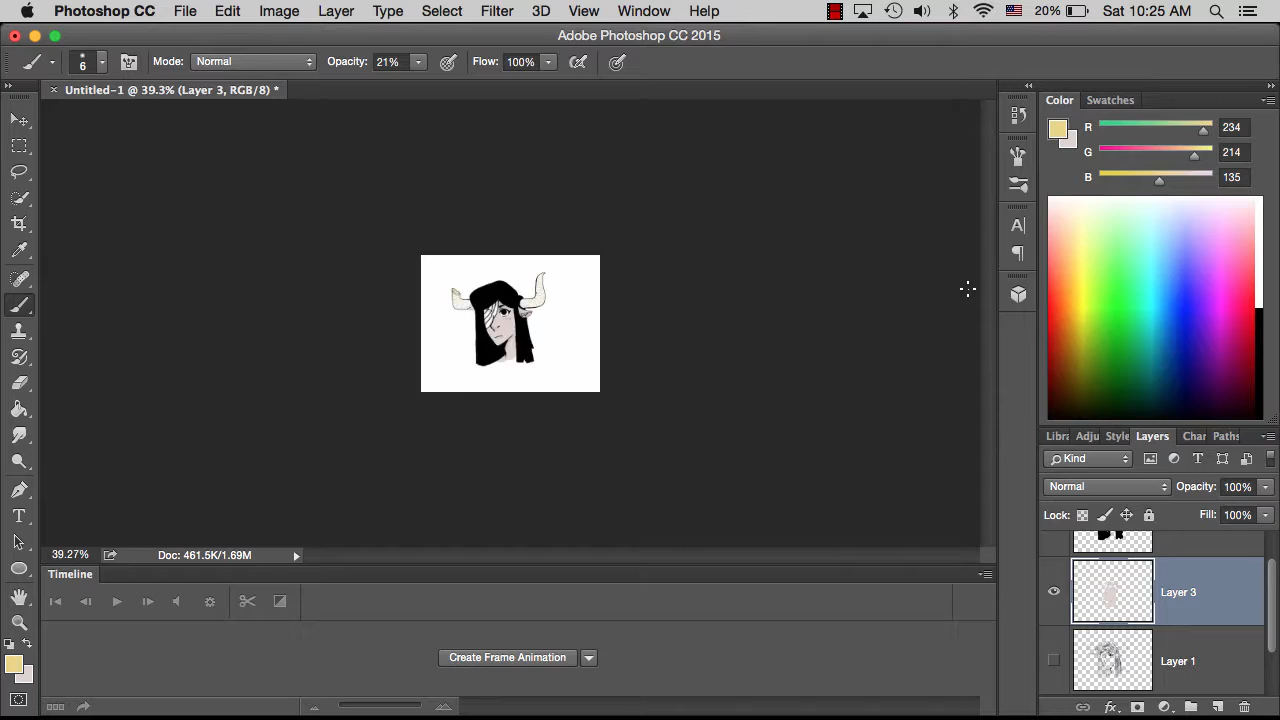 Photoshop CC File Edit Image Layer Type Select Filter 3D View Window Help 20% Sat 10:25 AM
Adobe Photoshop CC 2015
6 Mode: Normal Opacity: 21% Flow: 100%
Untitled-1 @ 39.3% (Layer 3, RGB/8) *
Color Swatches
R 234
G 214
B 135
A
Libra Adju Style Layers Char Paths
Kind
Normal Opacity: 100%
Lock: Fill: 100%
39.27% Doc: 461.5K/1.69M
Timeline
Layer 3
Create Frame Animation
Layer 1